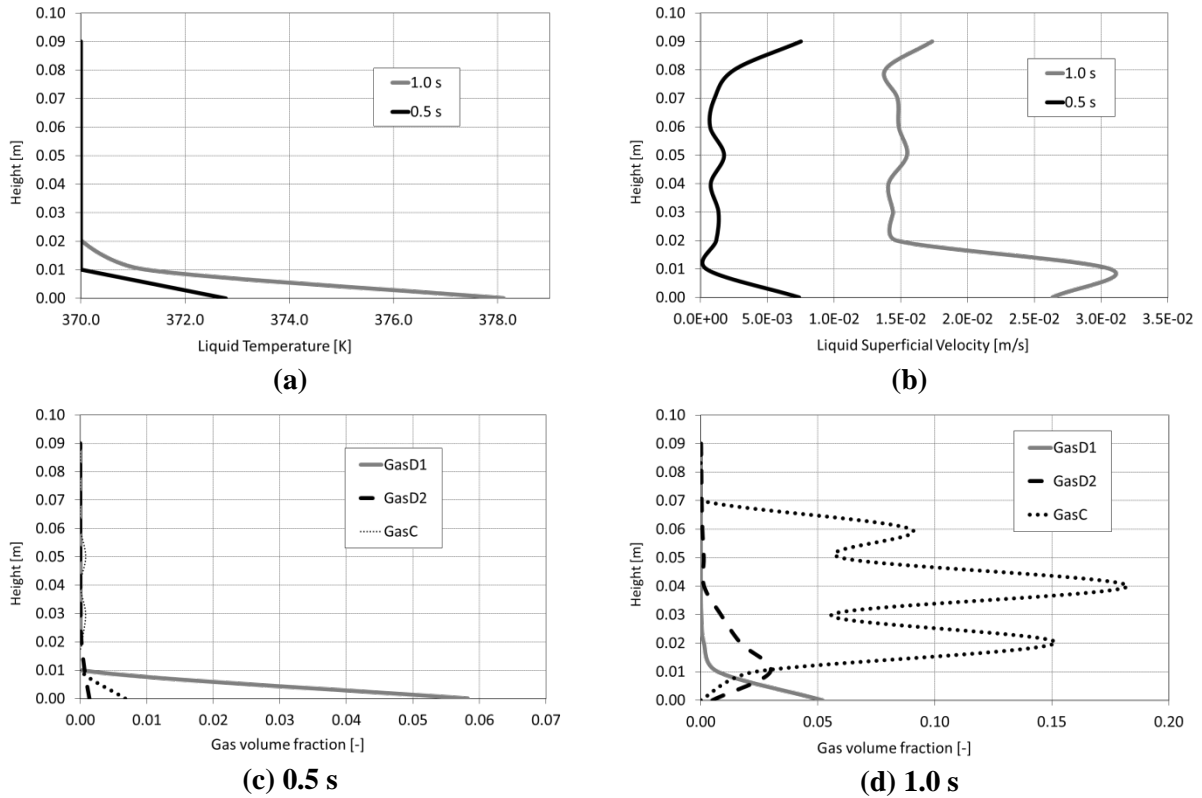 0.10
0.09
0.08
0.07
0.06
0.05
0.04
0.03
0.02
0.01
0.00
Height [m]
1.0 s
0.5 s
370.0 372.0 374.0 376.0 378.0
Liquid Temperature [K]
(a)
0.10
0.09
0.08
0.07
0.06
0.05
0.04
0.03
0.02
0.01
0.00
Height [m]
1.0 s
0.5 s
0.0E+00 5.0E-03 1.0E-02 1.5E-02 2.0E-02 2.5E-02 3.0E-02 3.5E-02
Liquid Superficial Velocity [m/s]
(b)
0.10
0.09
0.08
0.07
0.06
0.05
0.04
0.03
0.02
0.01
0.00
Height [m]
GasD1
GasD2
GasC
0.00 0.01 0.02 0.03 0.04 0.05 0.06 0.07
Gas volume fraction [-]
(c) 0.5 s
0.10
0.09
0.08
0.07
0.06
0.05
0.04
0.03
0.02
0.01
0.00
Height [m]
GasD1
GasD2
GasC
0.00 0.05 0.10 0.15 0.20
Gas volume fraction [-]
(d) 1.0 s